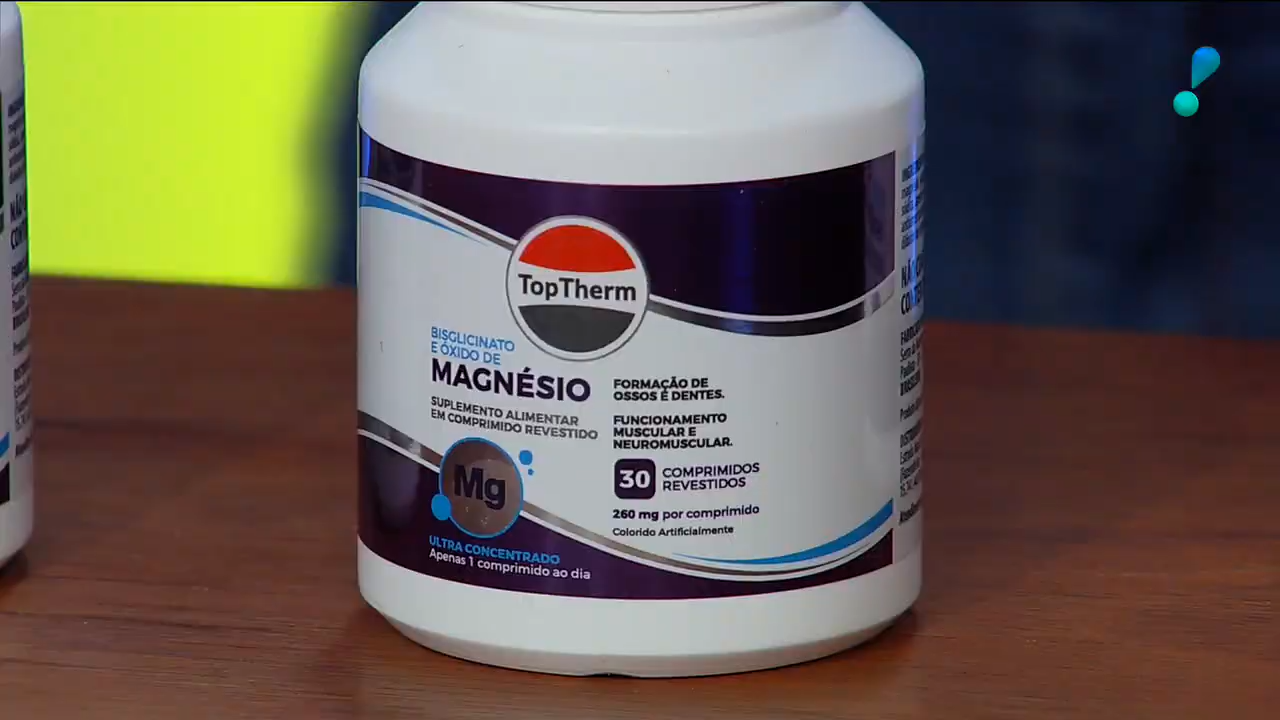 TopTherm
BISGLICINATO
E ÓXIDO DE
MAGNÉSIO
SUPLEMENTO ALIMENTAR
EM COMPRIMIDO REVESTIDO
Mg
ULTRA CONCENTRADO
Apenas 1 comprimido ao dia
FORMAÇÃO DE
OSSOS E DENTES.
FUNCIONAMENTO
MUSCULAR E
NEUROMUSCULAR.
30 COMPRIMIDOS
REVESTIDOS
260 mg por comprimido
Colorido Artificialmente